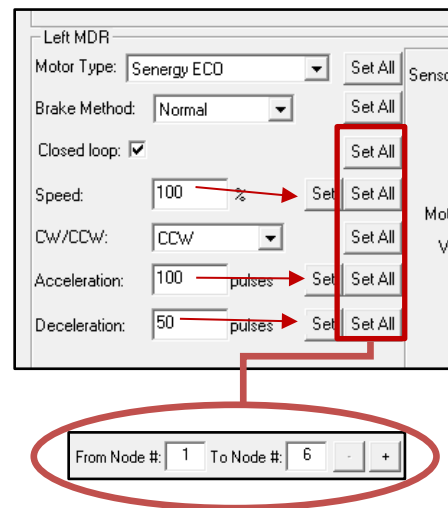 Left MDR
Motor Type: Senergy ECO Set All
Brake Method: Normal Set All
Closed loop: Set All
Speed: 100 % Set Set All
CW/CCW: CCW Set All
Acceleration: 100 pulses Set Set All
Deceleration: 50 pulses Set Set All
From Node #: 1 To Node #: 6 - +